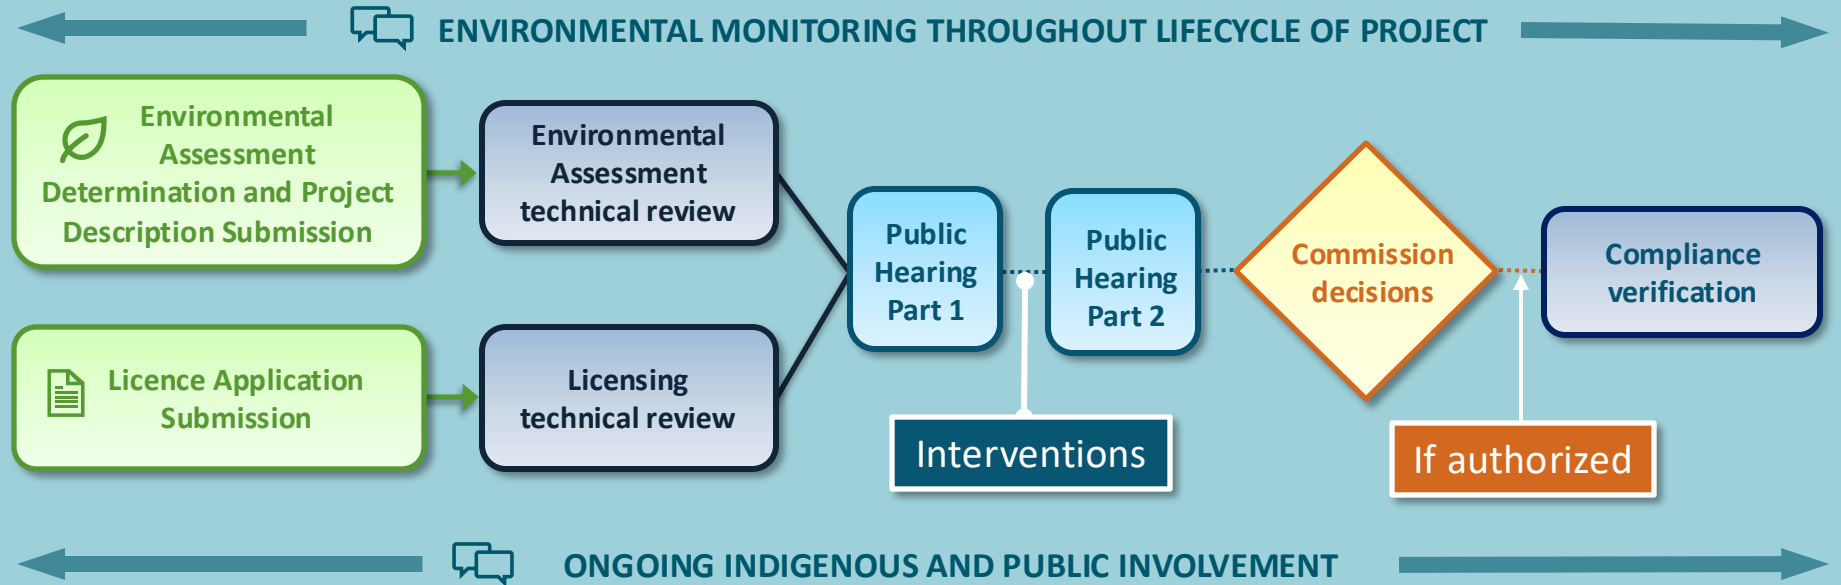 ENVIRONMENTAL MONITORING THROUGHOUT LIFECYCLE OF PROJECT
Environmental
Assessment
Determination and Project
Description Submission
Environmental
Assessment
technical review
Licence Application
Submission
Licensing
technical review
Public
Hearing
Part 1
Interventions
Public
Hearing
Part 2
Commission
decisions
If authorized
Compliance
verification
ONGOING INDIGENOUS AND PUBLIC INVOLVEMENT